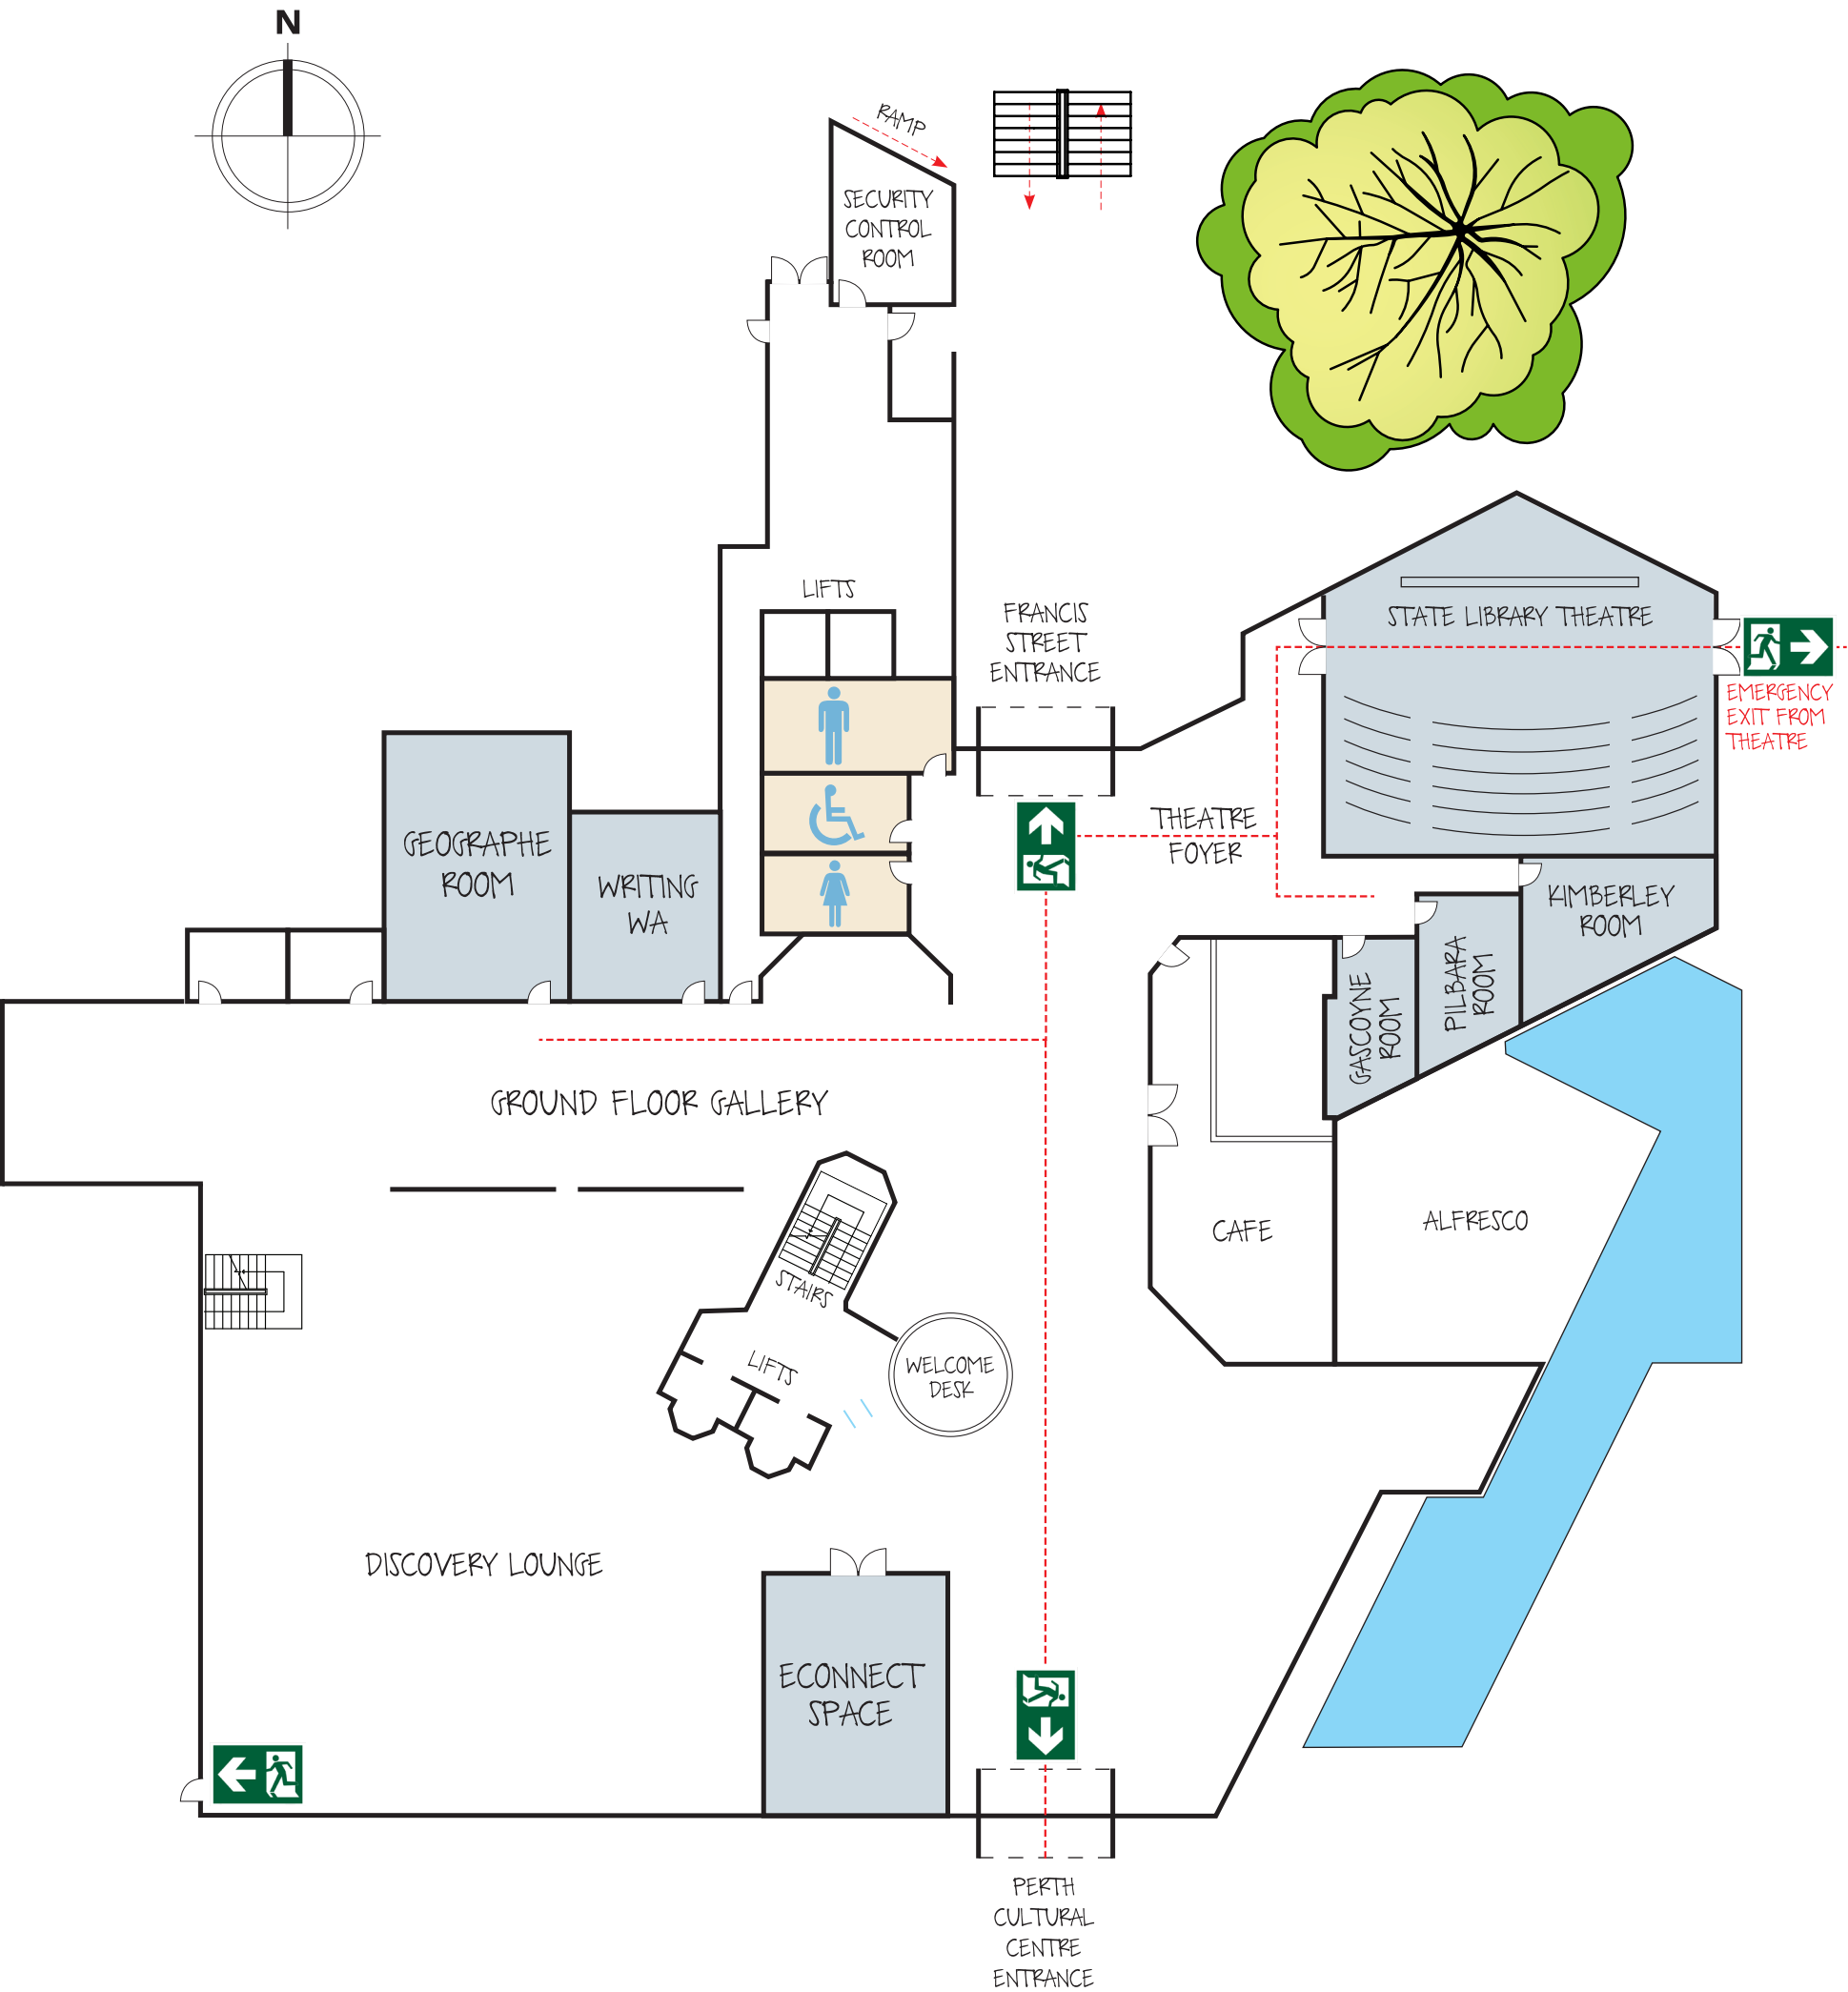 N
RAMP
SECURITY
CONTROL
ROOM
LIFTS
FRANCIS
STREET
ENTRANCE
STATE LIBRARY THEATRE
EMERGENCY
EXIT FROM
THEATRE
THEATRE
FOYER
GEOGRAPHE
ROOM
WRITING
WA
KIMBERLEY
ROOM
PILBARA
ROOM
GASCOYNE
ROOM
GROUND FLOOR GALLERY
CAFE
ALFRESCO
STAIRS
LIFTS
WELCOME
DESK
DISCOVERY LOUNGE
ECONNECT
SPACE
PERTH
CULTURAL
CENTRE
ENTRANCE